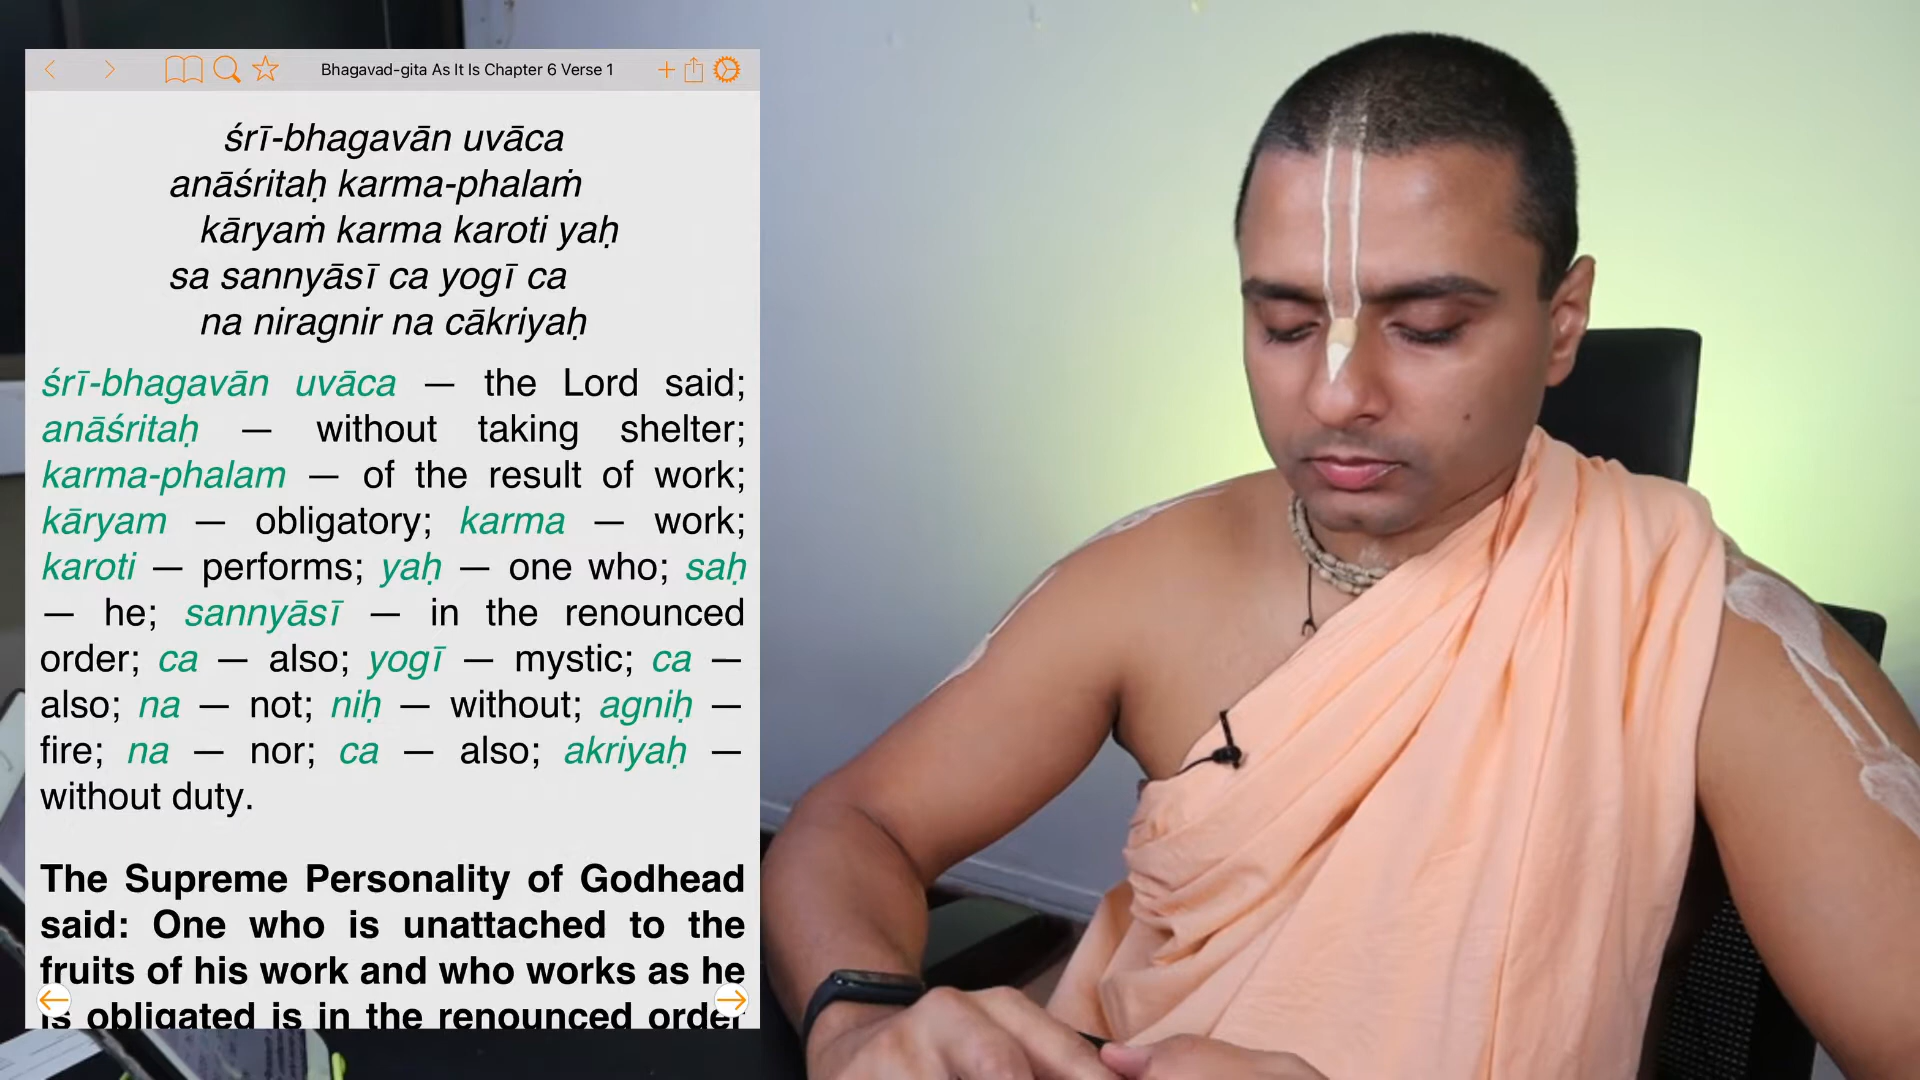 Bhagavad-gita As It Is Chapter 6 Verse 1
śrī-bhagavān uvāca
anāśritaḥ karma-phalaṁ
kāryaṁ karma karoti yaḥ
sa sannyāsī ca yogī ca
na niragnir na cākriyaḥ
śrī-bhagavān uvāca — the Lord said;
anāśritaḥ — without taking shelter;
karma-phalam — of the result of work;
kāryam — obligatory; karma — work;
karoti — performs; yaḥ — one who; saḥ
— he; sannyāsī — in the renounced
order; ca — also; yogī — mystic; ca —
also; na — not; niḥ — without; agniḥ —
fire; na — nor; ca — also; akriyaḥ —
without duty.
The Supreme Personality of Godhead
said: One who is unattached to the
fruits of his work and who works as he
is obligated is in the renounced order